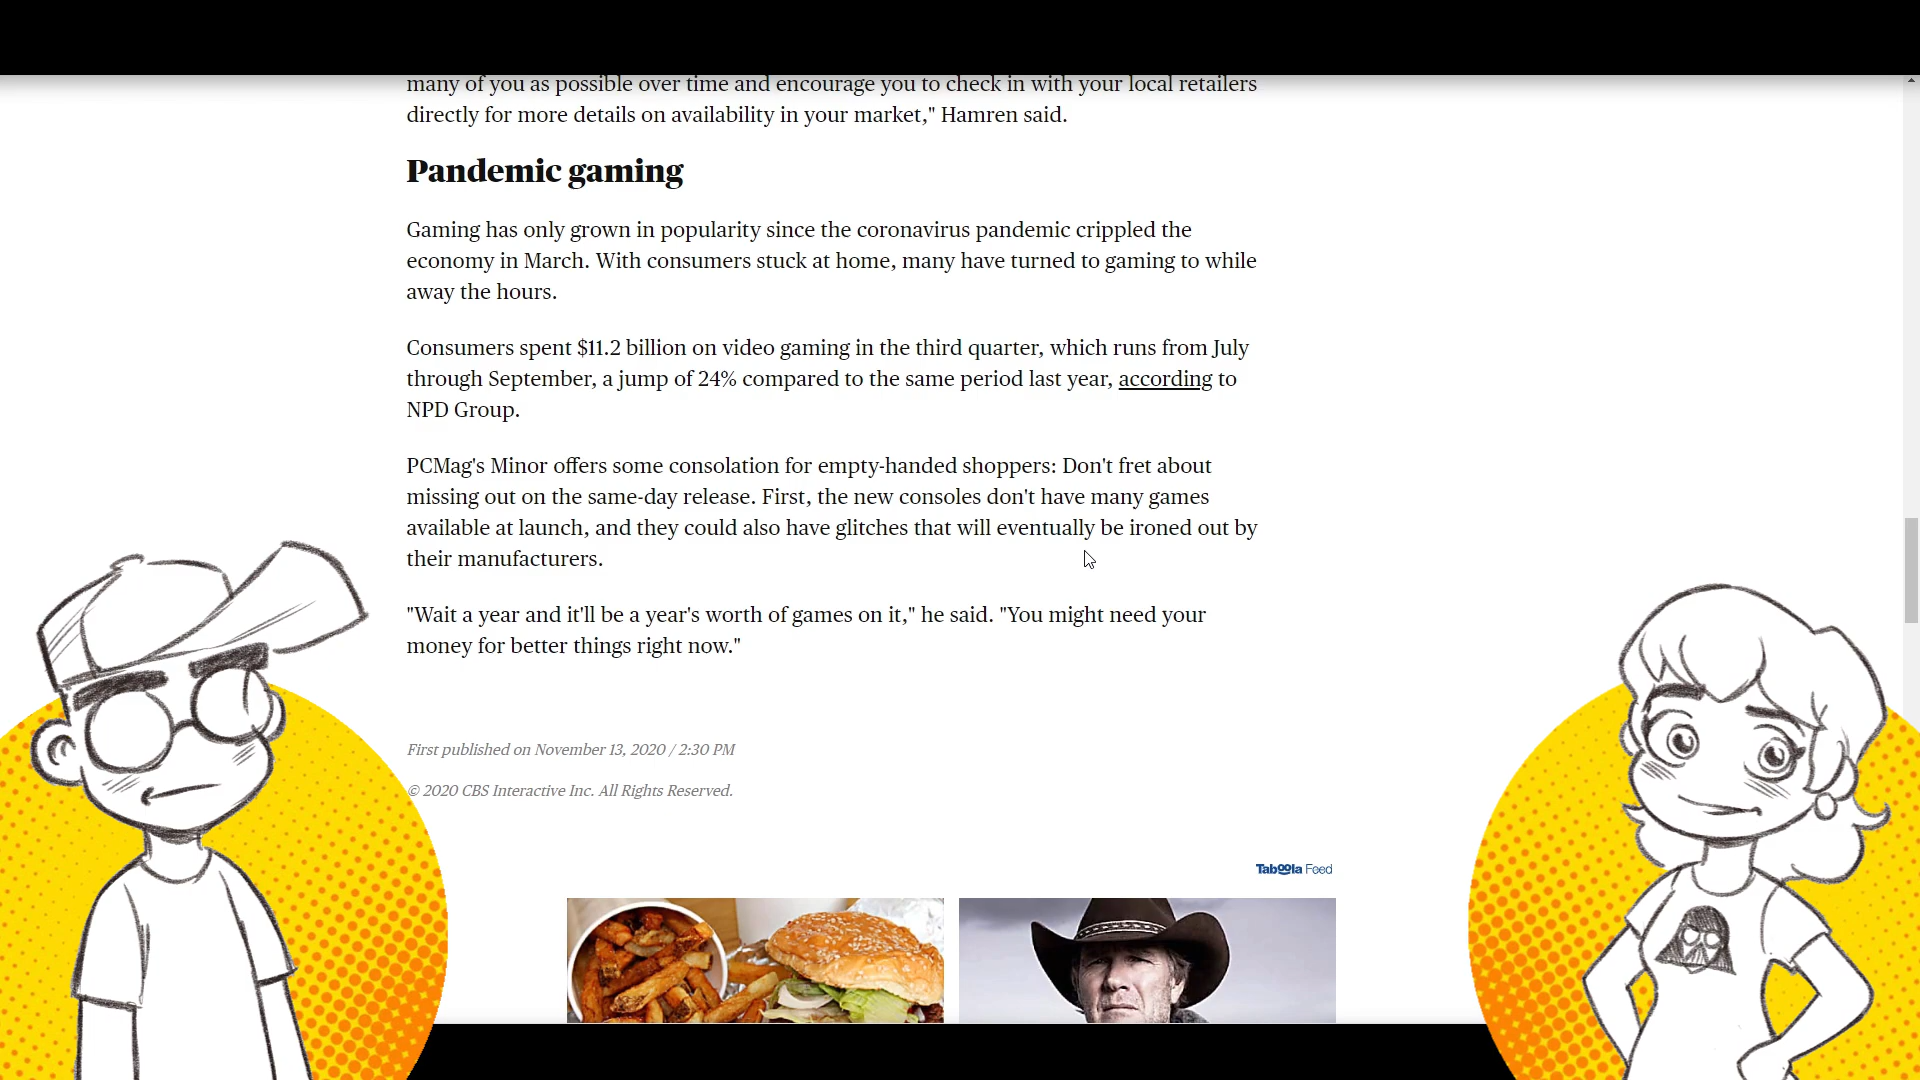 many of you as possible over time and encourage you to check in with your local retailers
directly for more details on availability in your market," Hamren said.
Pandemic gaming
Gaming has only grown in popularity since the coronavirus pandemic crippled the
economy in March. With consumers stuck at home, many have turned to gaming to while
away the hours.
Consumers spent $11.2 billion on video gaming in the third quarter, which runs from July
through September, a jump of 24% compared to the same period last year, according to
NPD Group.
PCMag's Minor offers some consolation for empty-handed shoppers: Don't fret about
missing out on the same-day release. First, the new consoles don't have many games
available at launch, and they could also have glitches that will eventually be ironed out by
their manufacturers.
"Wait a year and it'll be a year's worth of games on it," he said. "You might need your
money for better things right now."
First published on November 13, 2020 / 2:30 PM
© 2020 CBS Interactive Inc. All Rights Reserved.
Taboola Feed